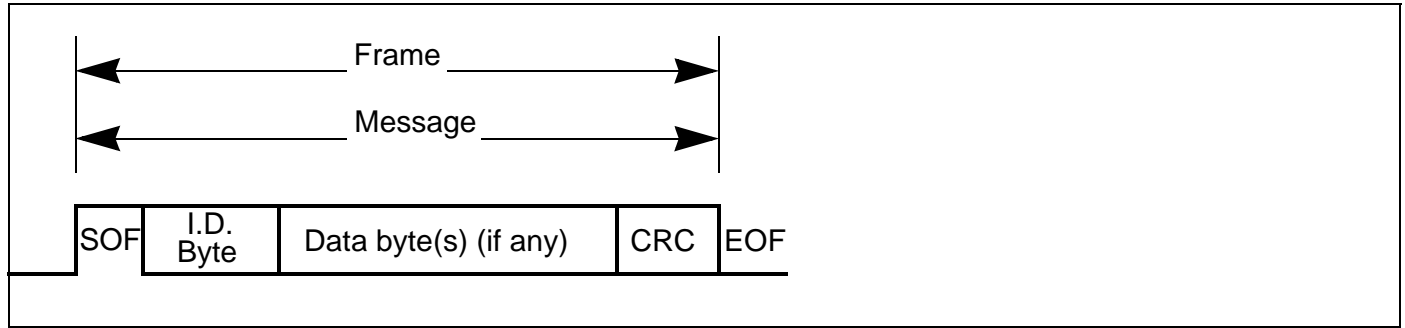 Frame
Message
SOF
I.D.
Byte
Data byte(s) (if any)
CRC
EOF